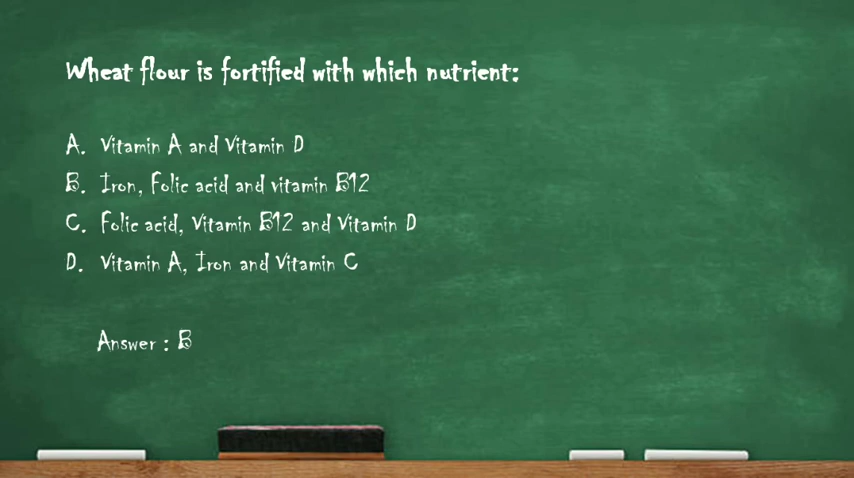 Wheat flour is fortified with which nutrient:
A. Vitamin A and Vitamin D
B. Iron, Folic acid and vitamin B12
C. Folic acid, Vitamin B12 and Vitamin D
D. Vitamin A, Iron and Vitamin C
Answer : B